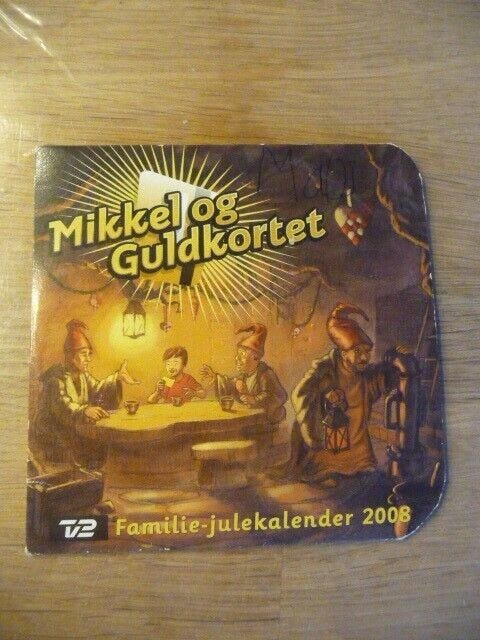 Mikkel og
Guldkortet
TV2 Familie-julekalender 2008